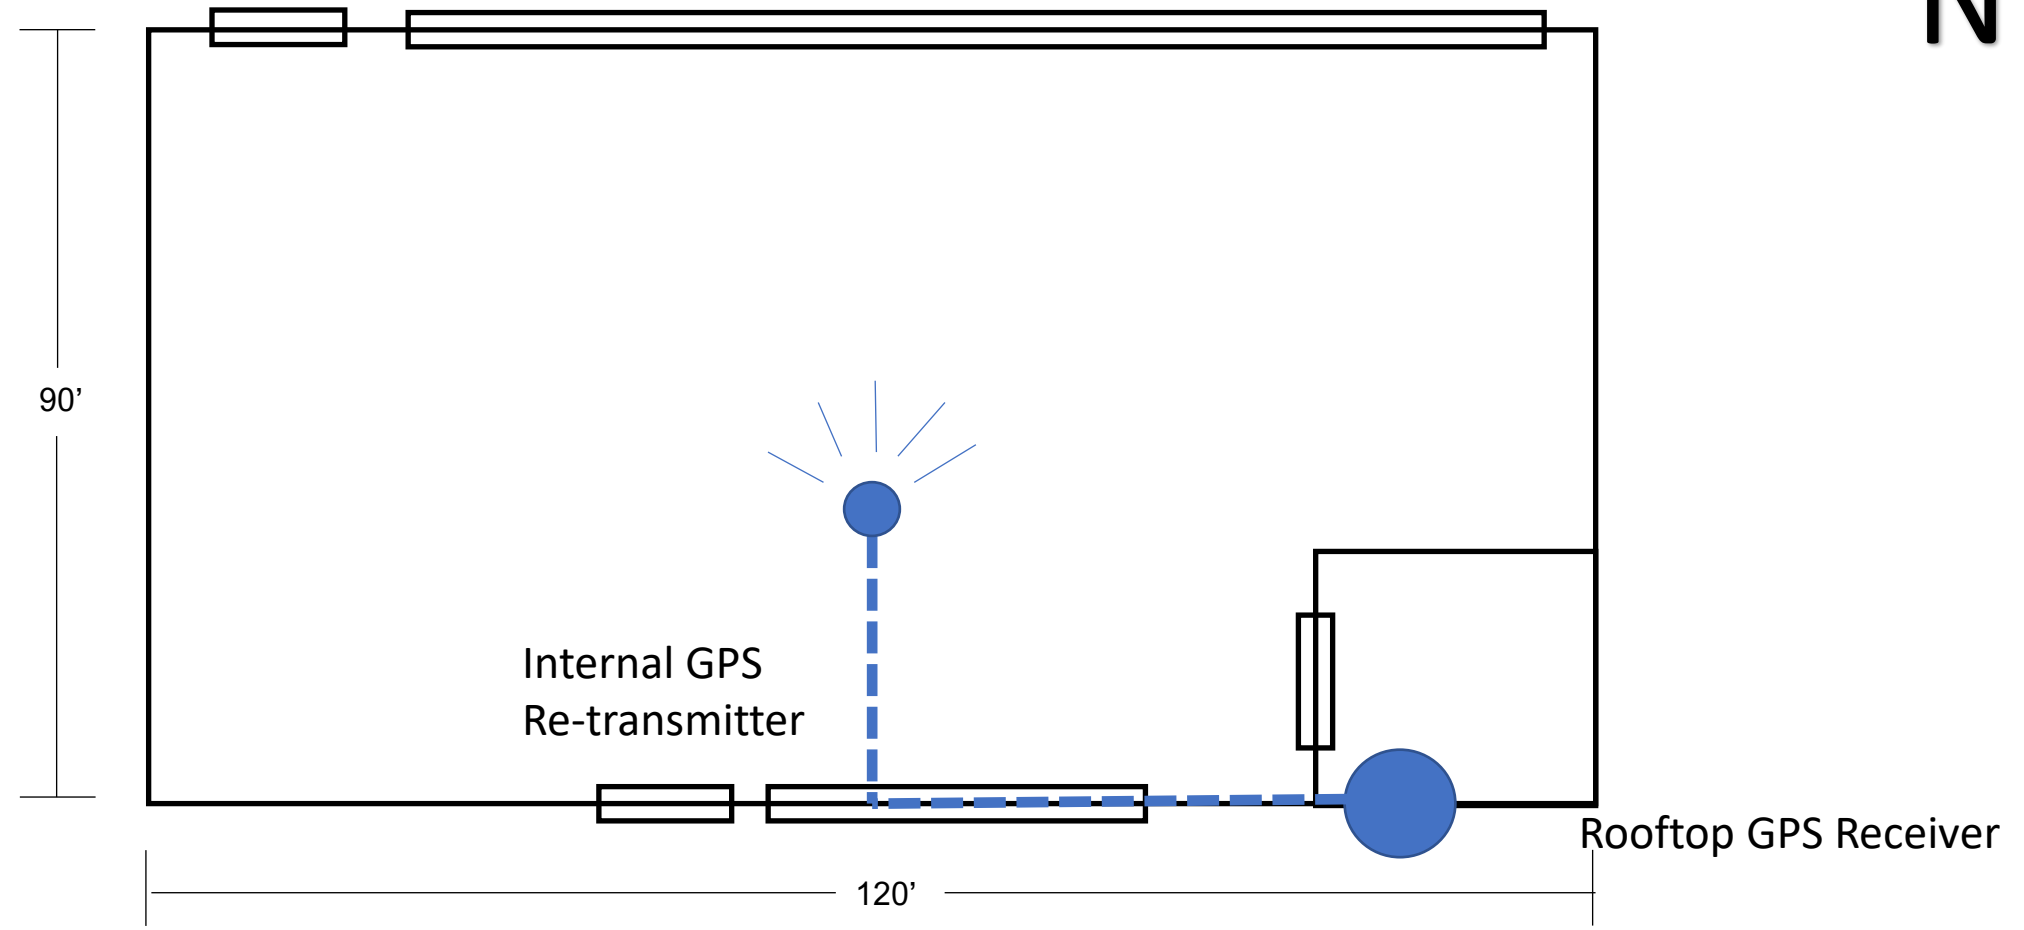 N
90’
Internal GPS
Re-transmitter
Rooftop GPS Receiver
120’